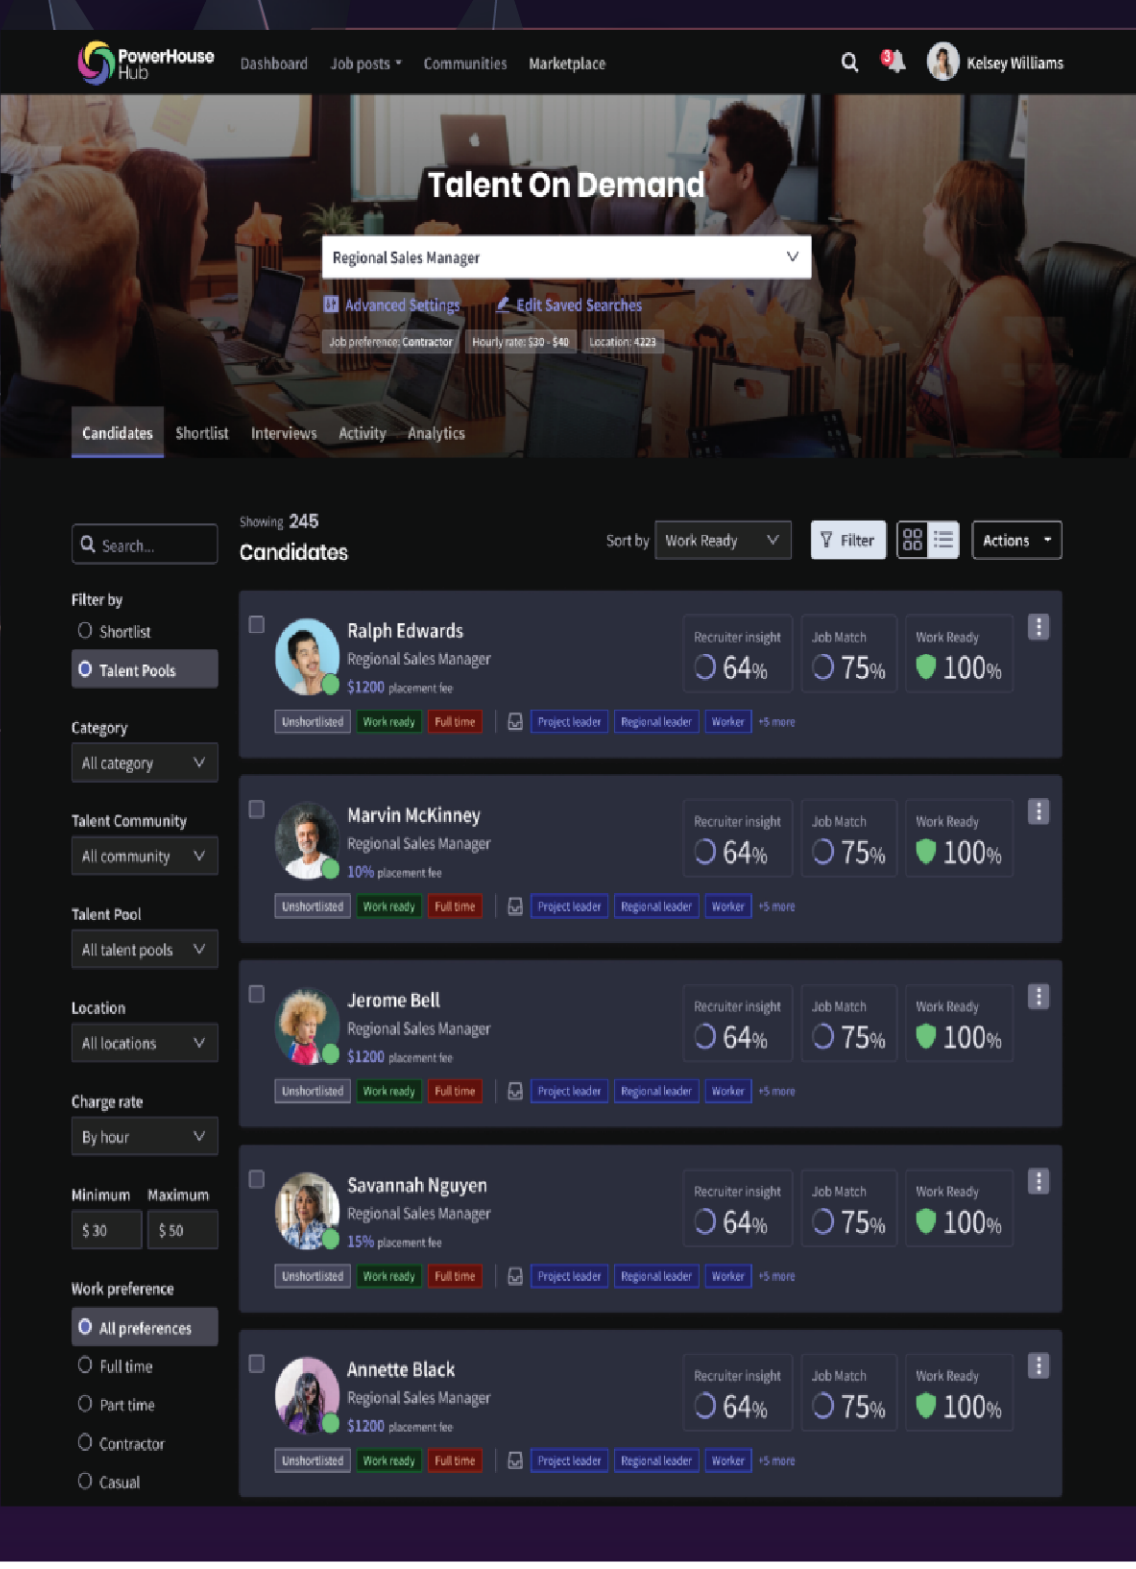 PowerHouse
Hub
Dashboard Job posts Communities Marketplace
3
Kelsey Williams
Talent On Demand
Regional Sales Manager
Advanced Settings Edit Saved Searches
Job preference: Contractor Hourly rate: $30 - $40 Location: 4223
Candidates Shortlist Interviews Activity Analytics
Search...
Filter by
Shortlist
Talent Pools
Category
All category
Talent Community
All community
Talent Pool
All talent pools
Location
All locations
Charge rate
By hour
Minimum Maximum
$ 30 $ 50
Work preference
All preferences
Full time
Part time
Contractor
Casual
Showing 245
Candidates
Sort by Work Ready Filter Actions
Ralph Edwards
Regional Sales Manager
$1200 placement fee
Recruiter insight Job Match Work Ready
64% 75% 100%
Unshortlisted Work ready Full time Project leader Regional leader Worker +5 more
Marvin McKinney
Regional Sales Manager
10% placement fee
Recruiter insight Job Match Work Ready
64% 75% 100%
Unshortlisted Work ready Full time Project leader Regional leader Worker +5 more
Jerome Bell
Regional Sales Manager
$1200 placement fee
Recruiter insight Job Match Work Ready
64% 75% 100%
Unshortlisted Work ready Full time Project leader Regional leader Worker +5 more
Savannah Nguyen
Regional Sales Manager
15% placement fee
Recruiter insight Job Match Work Ready
64% 75% 100%
Unshortlisted Work ready Full time Project leader Regional leader Worker +5 more
Annette Black
Regional Sales Manager
$1200 placement fee
Recruiter insight Job Match Work Ready
64% 75% 100%
Unshortlisted Work ready Full time Project leader Regional leader Worker +5 more